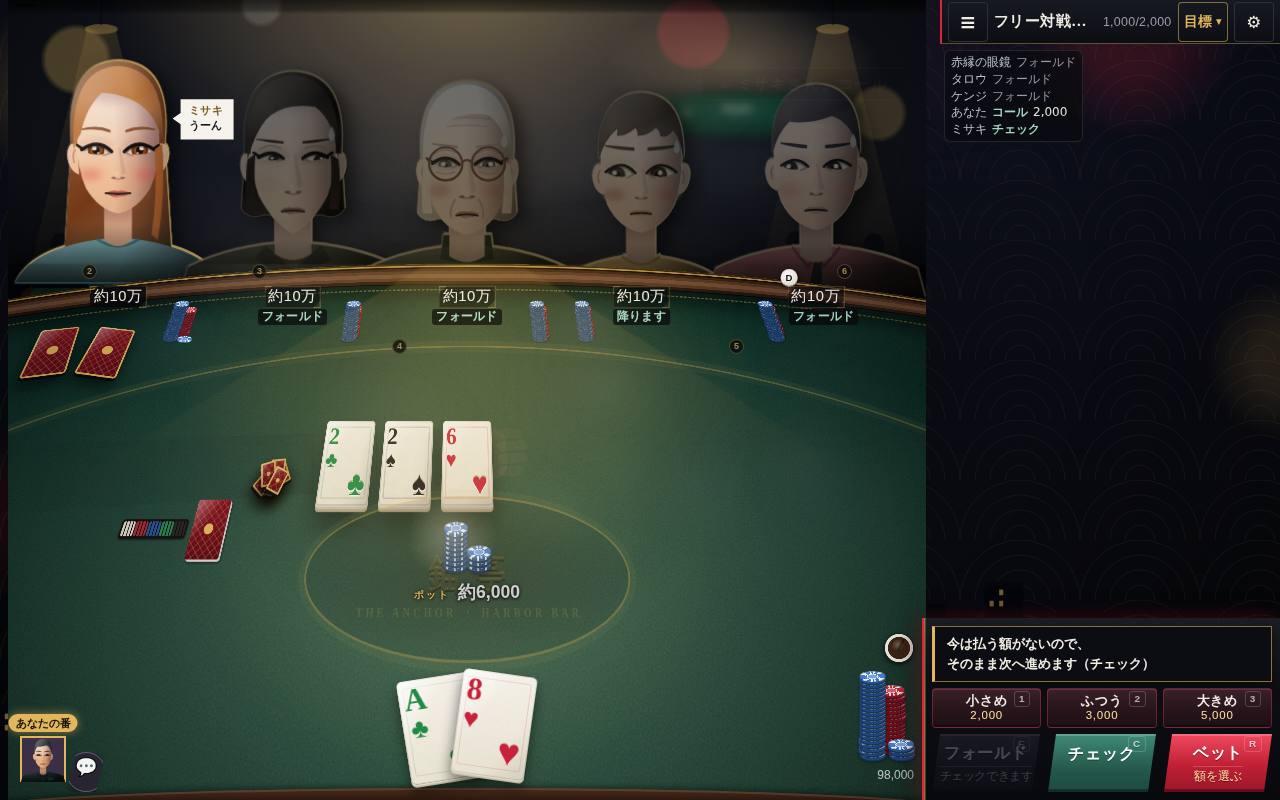 フリー対戦… 1,000/2,000 目標 ▾
赤縁の眼鏡 フォールド
タロウ フォールド
ケンジ フォールド
あなた コール 2,000
ミサキ チェック
ミサキ
うーん
2
3
D
6
約10万
約10万
約10万
約10万
約10万
フォールド
フォールド
降ります
フォールド
4
5
2
2
6
ポット 約6,000
THE ANCHOR · HARBOR BAR
A
8
98,000
あなたの番
今は払う額がないので、
そのまま次へ進めます（チェック）
小さめ 1
2,000
ふつう 2
3,000
大きめ 3
5,000
フォールド F
チェックできます
チェック C
ベット R
額を選ぶ